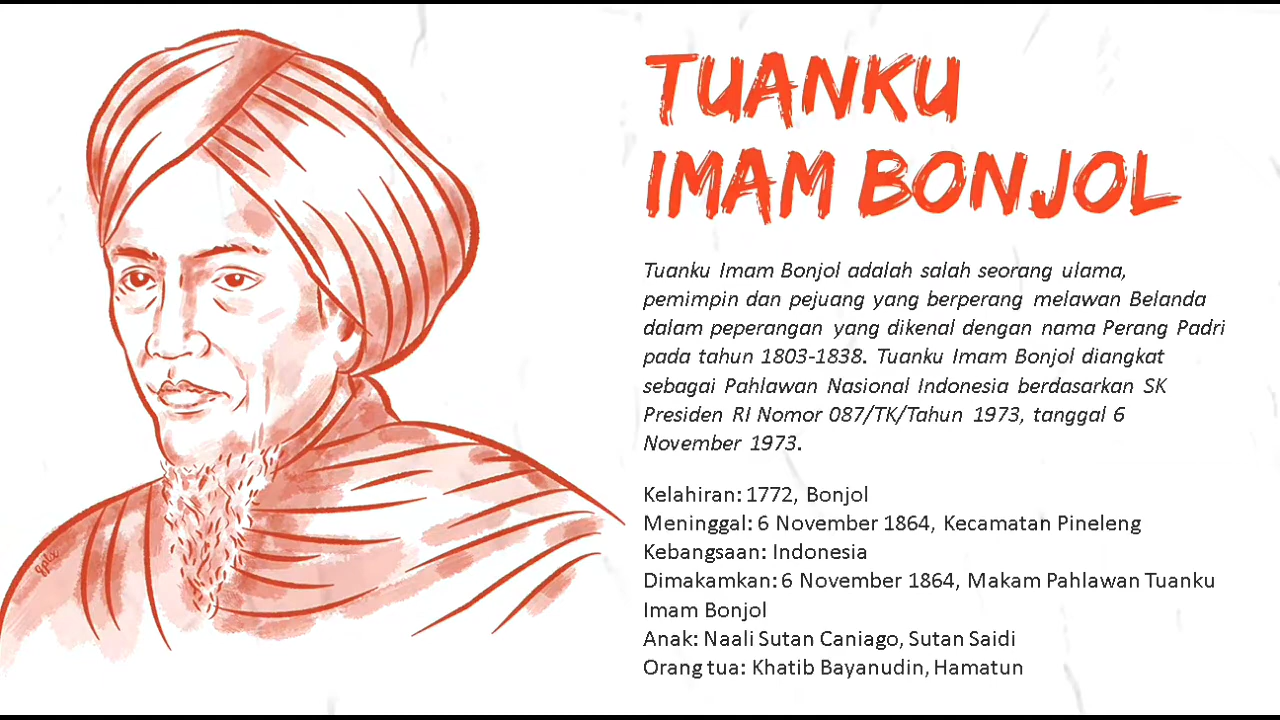 TUANKU
IMAM BONJOL
Tuanku Imam Bonjol adalah salah seorang ulama,
pemimpin dan pejuang yang berperang melawan Belanda
dalam peperangan yang dikenal dengan nama Perang Padri
pada tahun 1803-1838. Tuanku Imam Bonjol diangkat
sebagai Pahlawan Nasional Indonesia berdasarkan SK
Presiden RI Nomor 087/TK/Tahun 1973, tanggal 6
November 1973.
Kelahiran: 1772, Bonjol
Meninggal: 6 November 1864, Kecamatan Pineleng
Kebangsaan: Indonesia
Dimakamkan: 6 November 1864, Makam Pahlawan Tuanku
Imam Bonjol
Anak: Naali Sutan Caniago, Sutan Saidi
Orang tua: Khatib Bayanudin, Hamatun